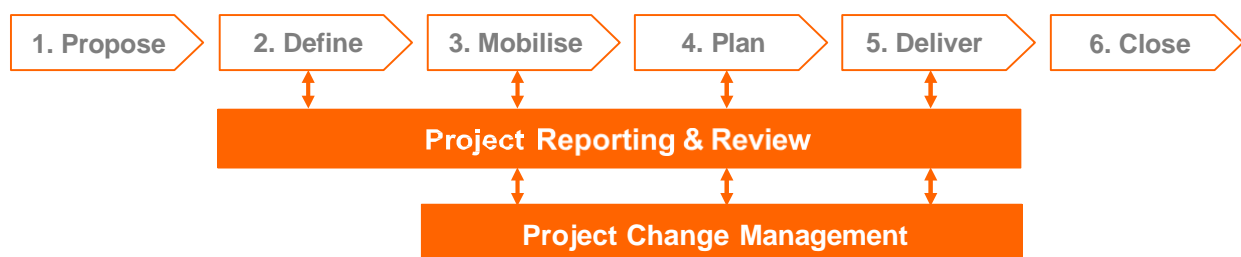 1. Propose
2. Define
3. Mobilise
4. Plan
5. Deliver
6. Close
Project Reporting & Review
Project Change Management